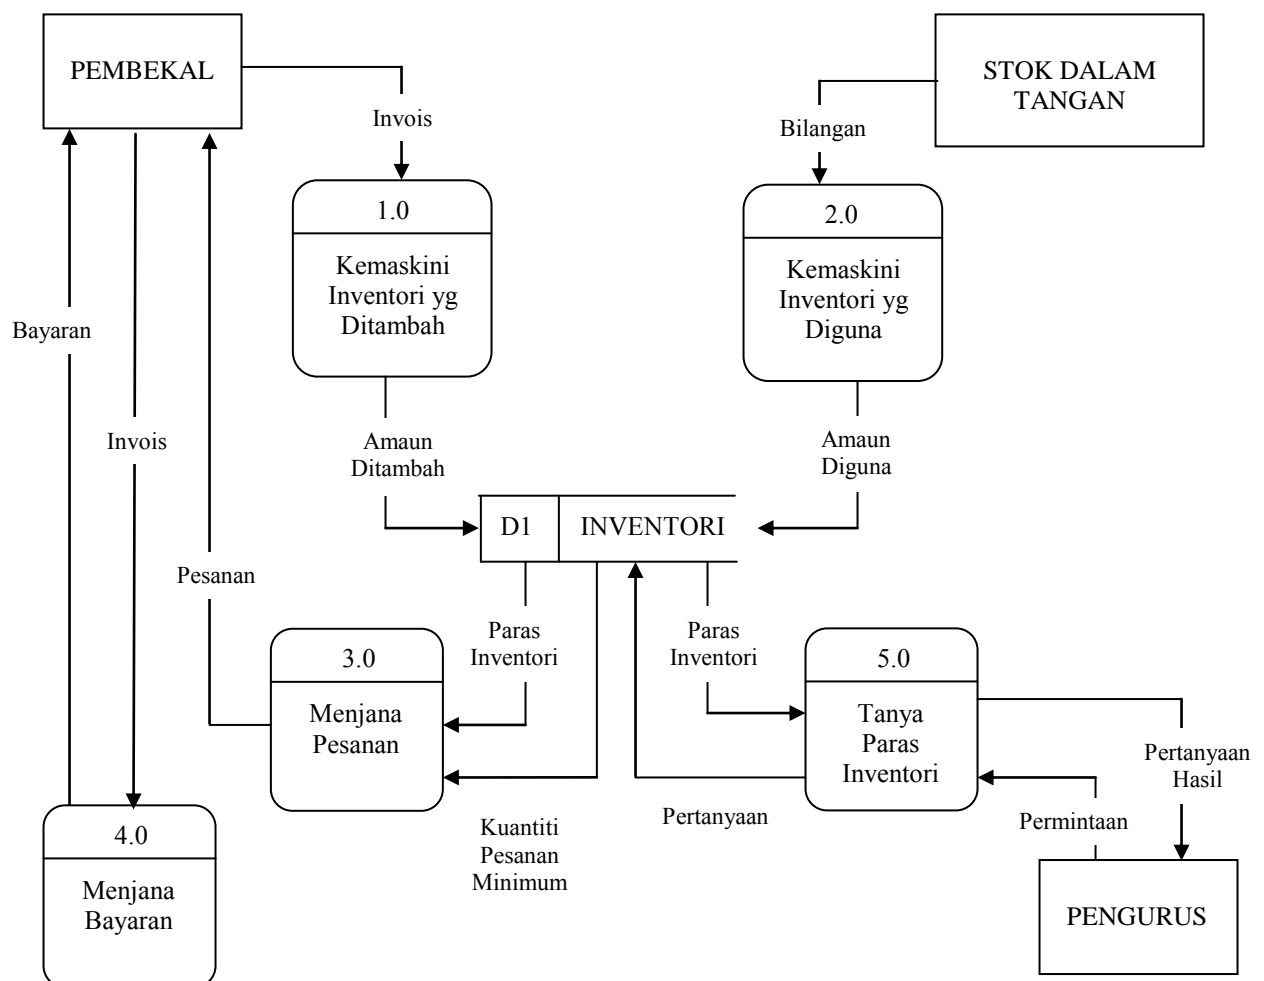 PEMBEKAL
STOK DALAM
TANGAN
Invois
Bilangan
1.0
Kemaskini
Inventori yg
Ditambah
2.0
Kemaskini
Inventori yg
Diguna
Bayaran
Invois
Amaun
Ditambah
Amaun
Diguna
D1
INVENTORI
Pesanan
3.0
Menjana
Pesanan
Paras
Inventori
Paras
Inventori
5.0
Tanya
Paras
Inventori
Pertanyaan
Hasil
4.0
Menjana
Bayaran
Kuantiti
Pesanan
Minimum
Pertanyaan
Permintaan
PENGURUS